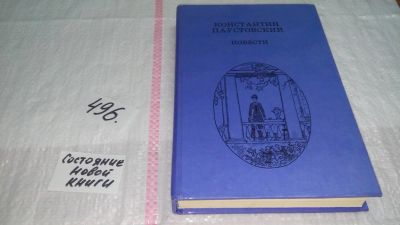 КОНСТАНТИН
ПАУСТОВСКИЙ
ПОВЕСТИ
496.
Состояние
новой
книги